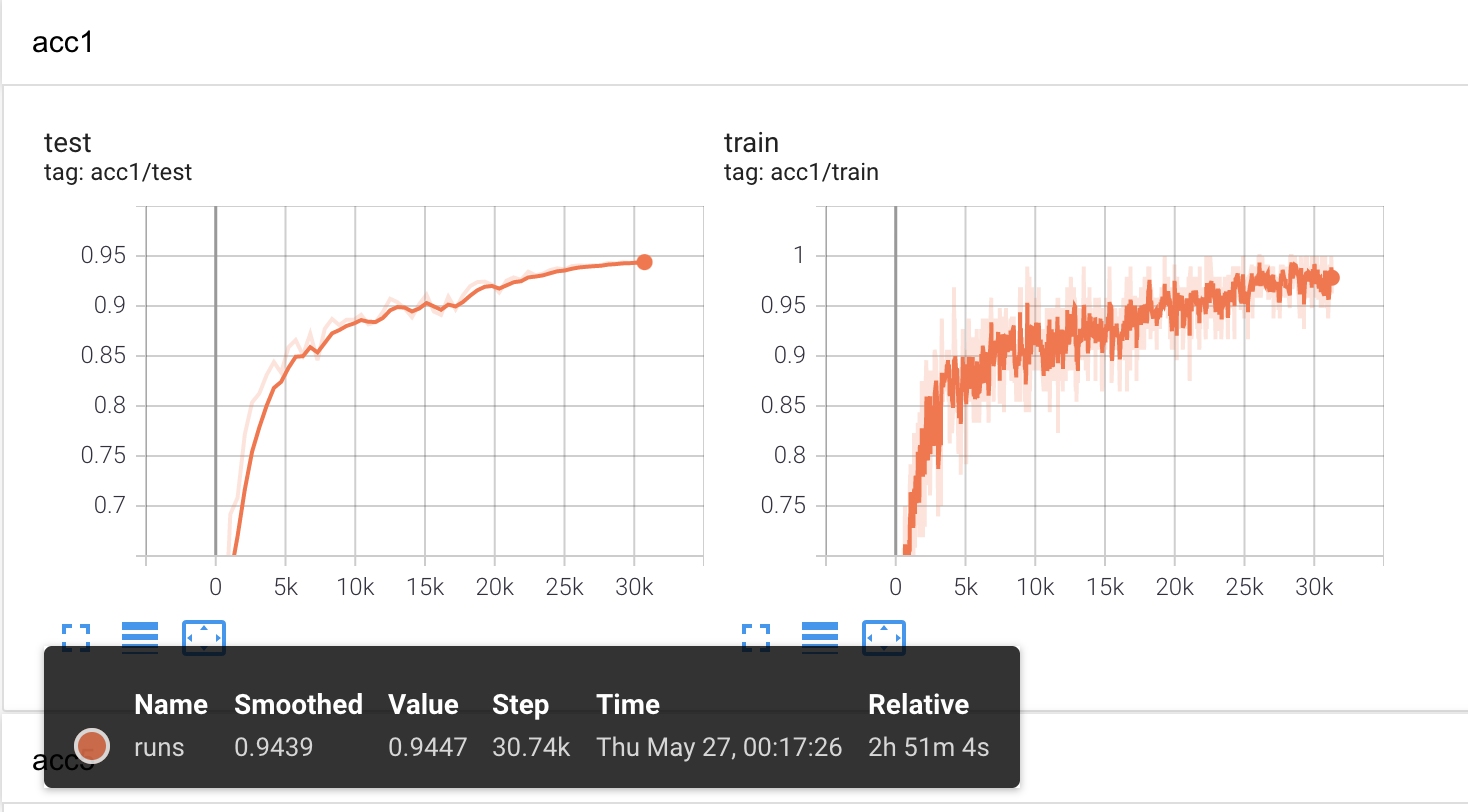 acc1
test
tag: acc1/test
0.95
0.9
0.85
0.8
0.75
0.7
0 5k 10k 15k 20k 25k 30k
train
tag: acc1/train
1
0.95
0.9
0.85
0.8
0.75
0 5k 10k 15k 20k 25k 30k
Name Smoothed Value Step Time Relative
runs 0.9439 0.9447 30.74k Thu May 27, 00:17:26 2h 51m 4s
acc5